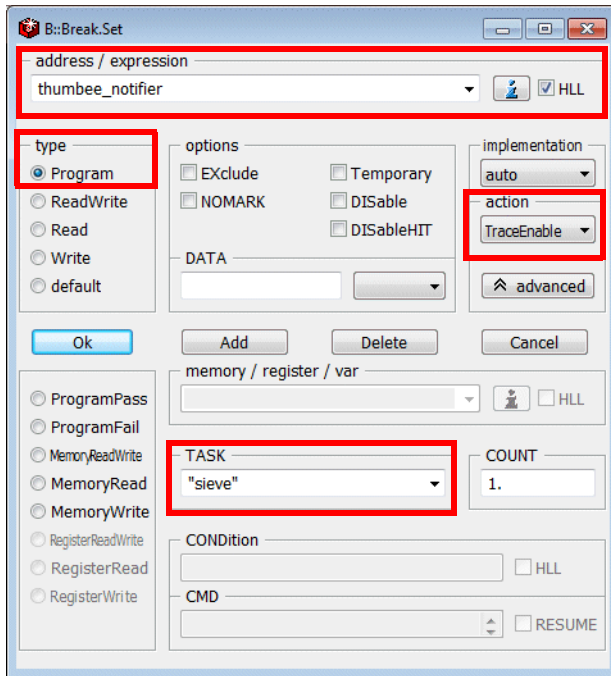 B::Break.Set
address / expression
thumbee_notifier
i
HLL
type
Program
ReadWrite
Read
Write
default
options
EXclude
Temporary
NOMARK
DISable
DISableHIT
DATA
implementation
auto
action
TraceEnable
advanced
Ok
Add
Delete
Cancel
ProgramPass
ProgramFail
MemoryReadWrite
MemoryRead
MemoryWrite
RegisterReadWrite
RegisterRead
RegisterWrite
memory / register / var
i
HLL
TASK
"sieve"
COUNT
1.
CONDition
HLL
CMD
RESUME